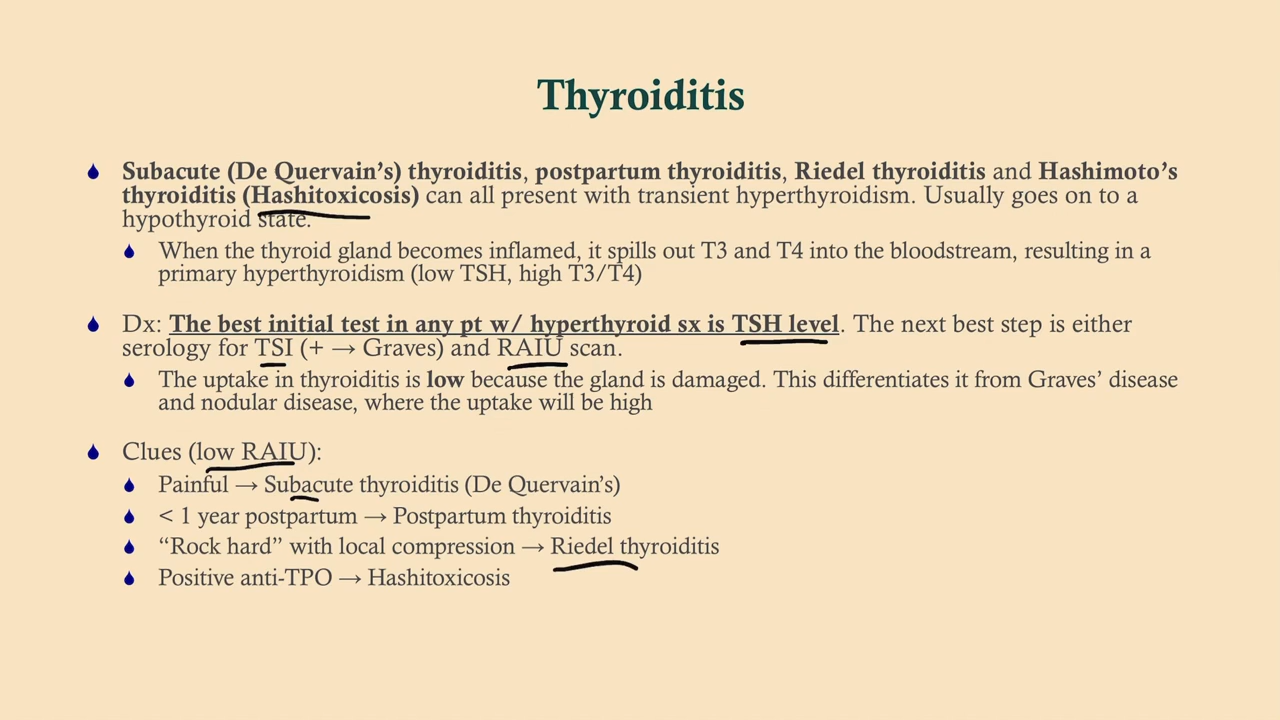 Thyroiditis
Subacute (De Quervain's) thyroiditis, postpartum thyroiditis, Riedel thyroiditis and Hashimoto's
thyroiditis (Hashitoxicosis) can all present with transient hyperthyroidism. Usually goes on to a
hypothyroid state.
When the thyroid gland becomes inflamed, it spills out T3 and T4 into the bloodstream, resulting in a
primary hyperthyroidism (low TSH, high T3/T4)
Dx: The best initial test in any pt w/ hyperthyroid sx is TSH level. The next best step is either
serology for TSI (+ → Graves) and RAIU scan.
The uptake in thyroiditis is low because the gland is damaged. This differentiates it from Graves' disease
and nodular disease, where the uptake will be high
Clues (low RAIU):
Painful → Subacute thyroiditis (De Quervain's)
< 1 year postpartum → Postpartum thyroiditis
"Rock hard" with local compression → Riedel thyroiditis
Positive anti-TPO → Hashitoxicosis